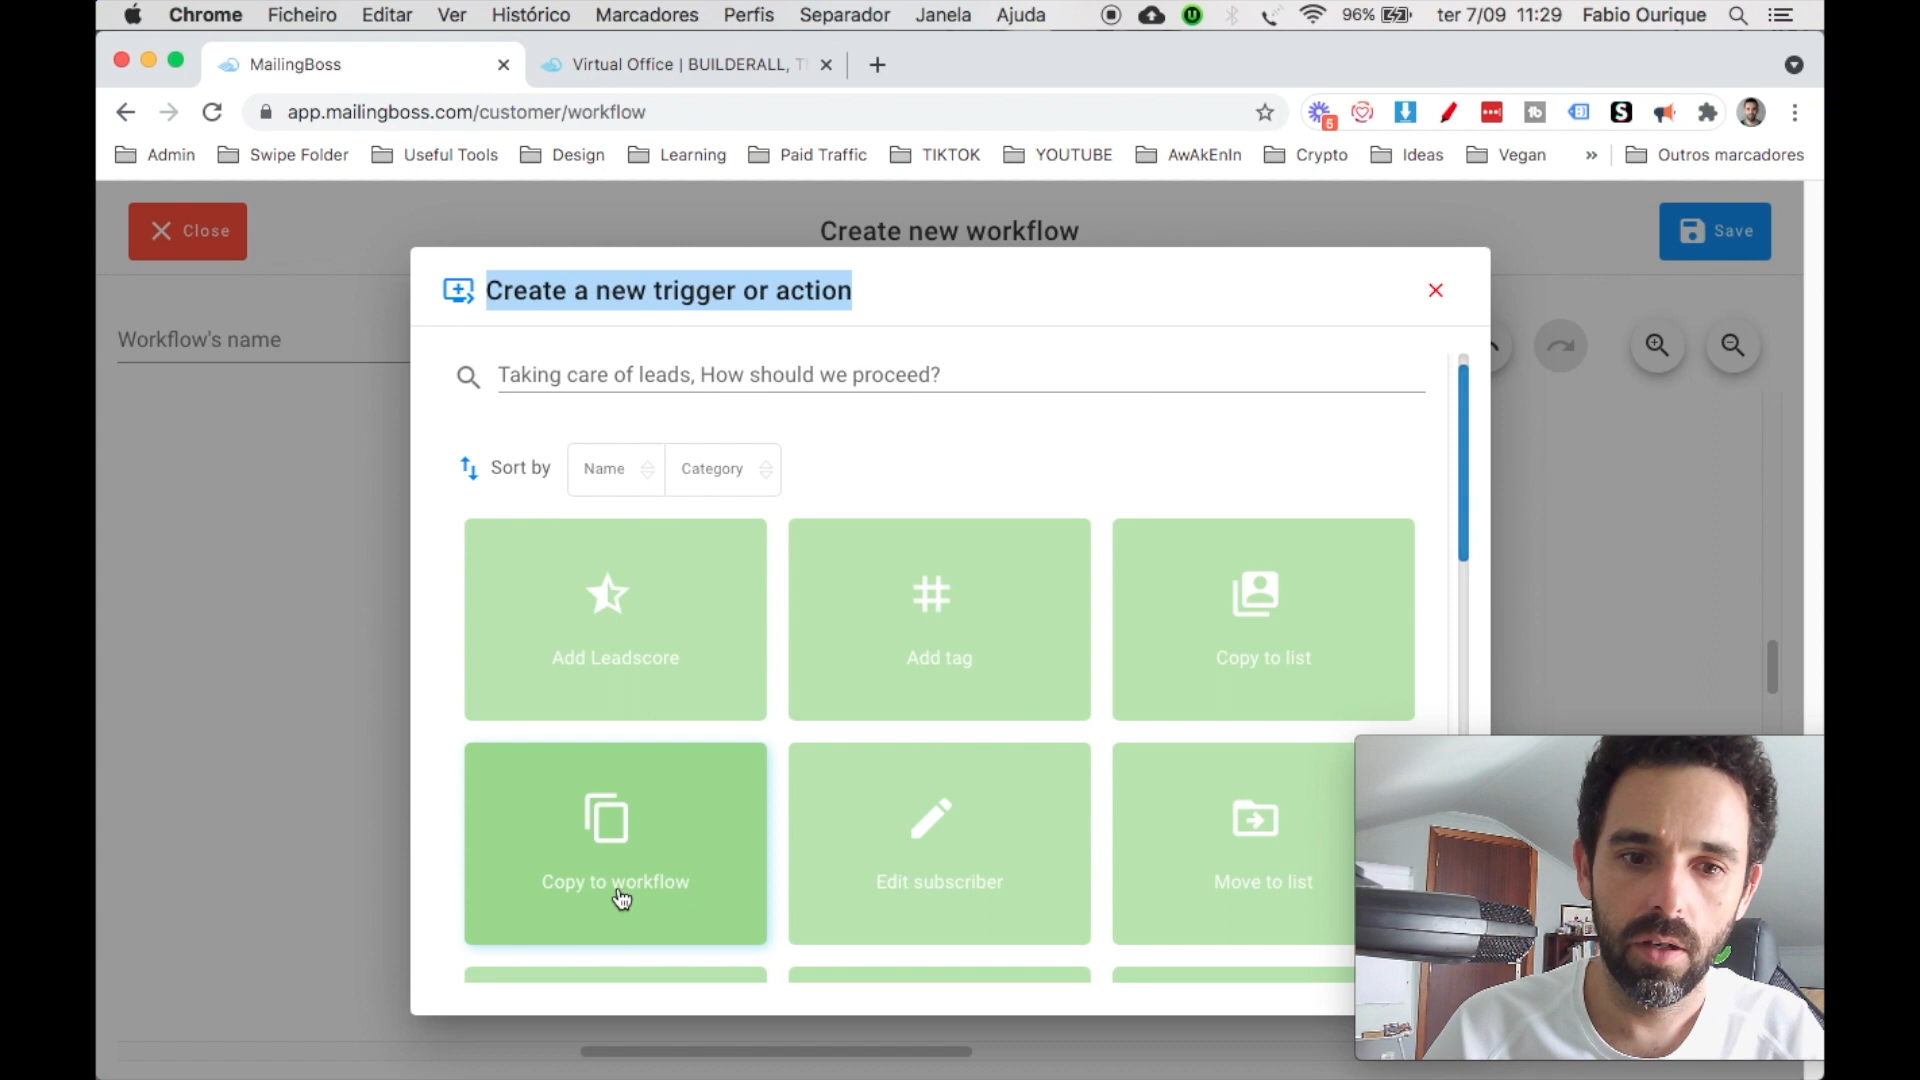 Chrome Ficheiro Editar Ver Histórico Marcadores Perfis Separador Janela Ajuda 96% ter 7/09 11:29 Fabio Ourique
MailingBoss Virtual Office | BUILDERALL,
app.mailingboss.com/customer/workflow 5
Admin Swipe Folder Useful Tools Design Learning Paid Traffic TIKTOK YOUTUBE AwAkEnIn Crypto Ideas Vegan » Outros marcadores
Close Create new workflow Save
Create a new trigger or action
Workflow's name
Taking care of leads, How should we proceed?
Sort by Name Category
Add Leadscore Add tag Copy to list
Copy to workflow Edit subscriber Move to list